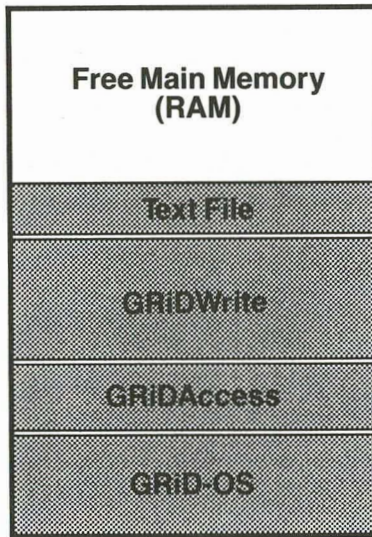 Free Main Memory
(RAM)
Text File
GRiDWrite
GRiDAccess
GRiD-OS